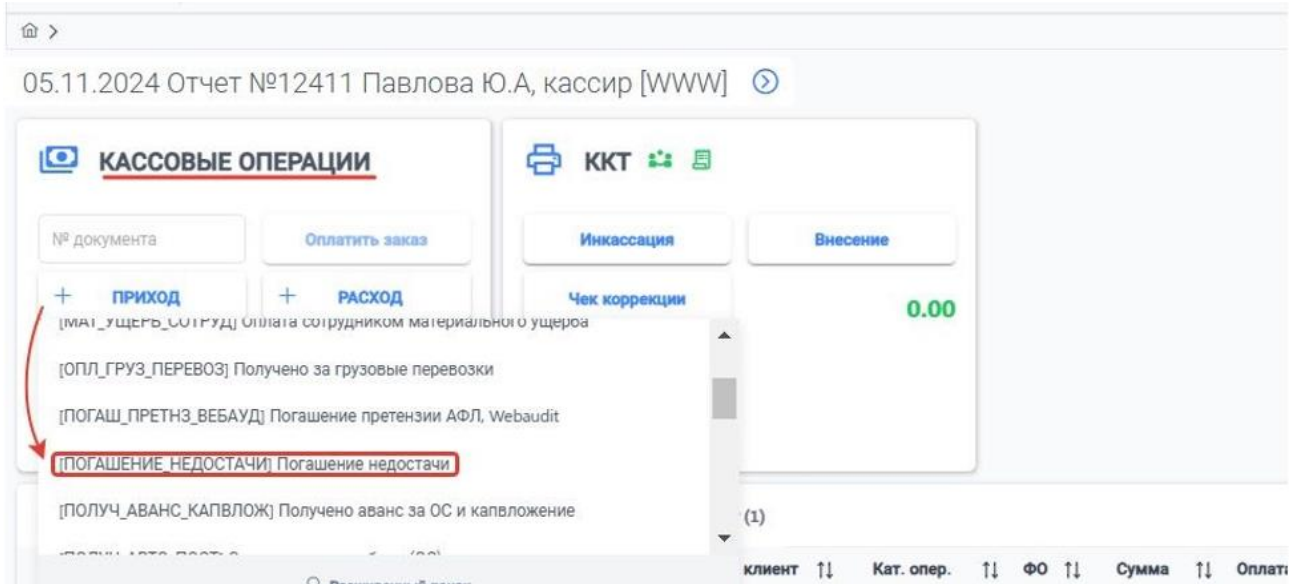 05.11.2024 Отчет №12411 Павлова Ю.А, кассир [WWW]
КАССОВЫЕ ОПЕРАЦИИ
ККТ
№ документа
Оплатить заказ
Инкассация
Внесение
+ ПРИХОД
+ РАСХОД
Чек коррекции
0.00
[МАТ_УЩЕРБ_СОТРУД] Оплата сотрудником материального ущерба
[ОПЛ_ГРУЗ_ПЕРЕВОЗ] Получено за грузовые перевозки
[ПОГАШ_ПРЕТНЗ_ВЕБАУД] Погашение претензии АФЛ, Webaudit
[ПОГАШЕНИЕ_НЕДОСТАЧИ] Погашение недостачи
[ПОЛУЧ_АВАНС_КАПВЛОЖ] Получено аванс за ОС и капвложение
(1)
клиент Кат. опер. ФО Сумма